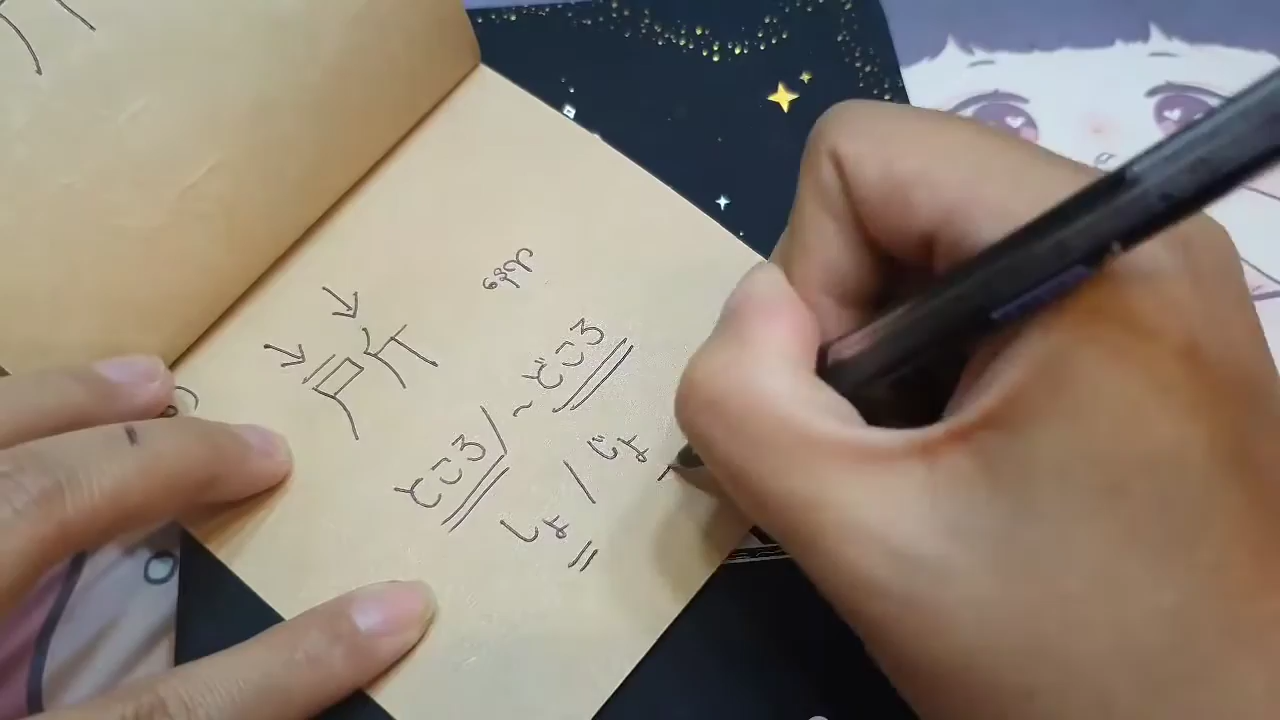 所
ところ / ~どころ
しょ / じょ